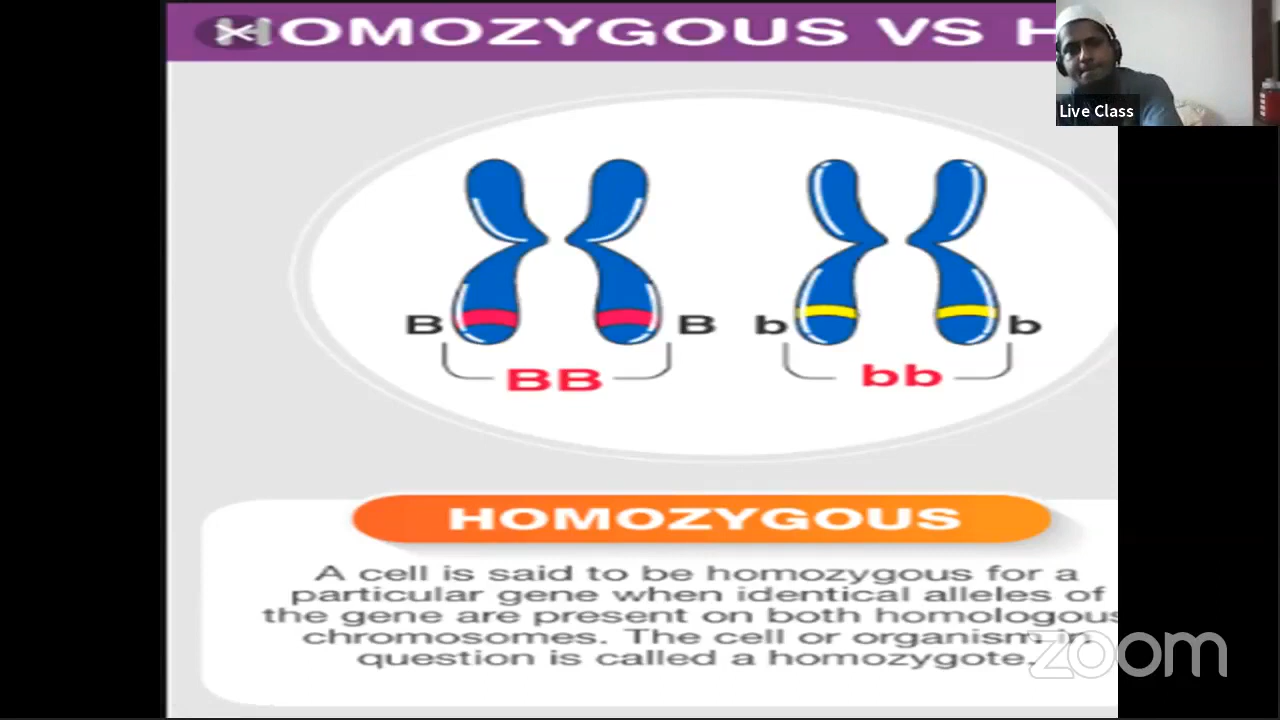 HOMOZYGOUS VS H
Live Class
B B b b
BB bb
HOMOZYGOUS
A cell is said to be homozygous for a
particular gene when identical alleles of
the gene are present on both homologous
chromosomes. The cell or organism in
question is called a homozygote.
zoom